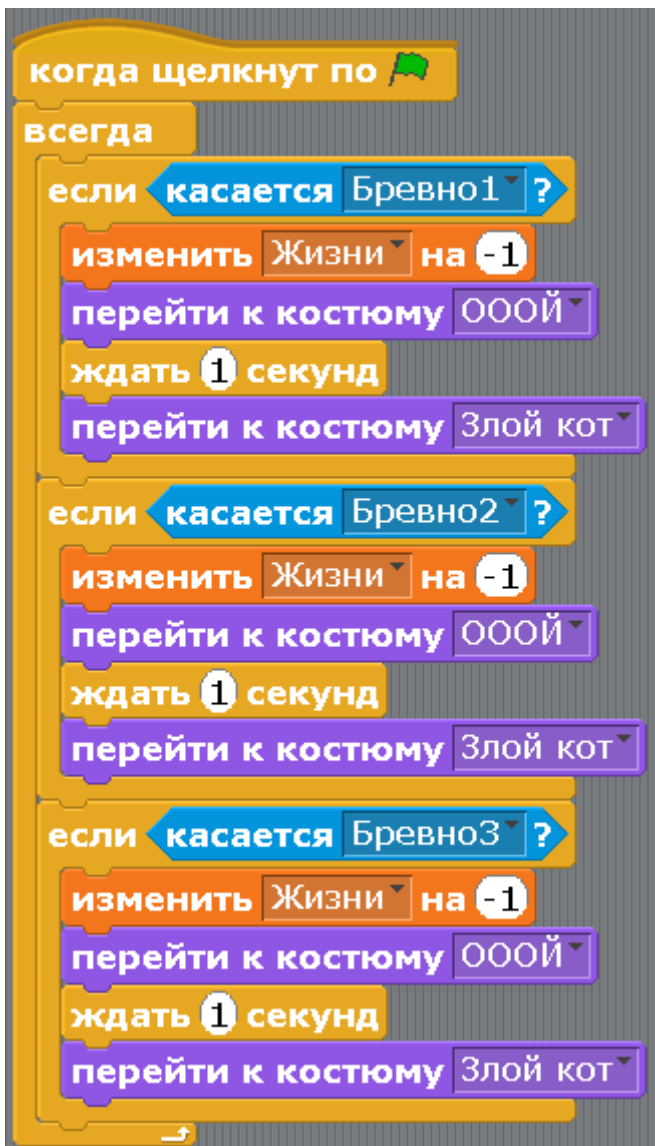 когда щелкнут по
всегда
если касается Бревно1 ?
изменить Жизни на -1
перейти к костюму ОООЙ
ждать 1 секунд
перейти к костюму Злой кот
если касается Бревно2 ?
изменить Жизни на -1
перейти к костюму ОООЙ
ждать 1 секунд
перейти к костюму Злой кот
если касается Бревно3 ?
изменить Жизни на -1
перейти к костюму ОООЙ
ждать 1 секунд
перейти к костюму Злой кот